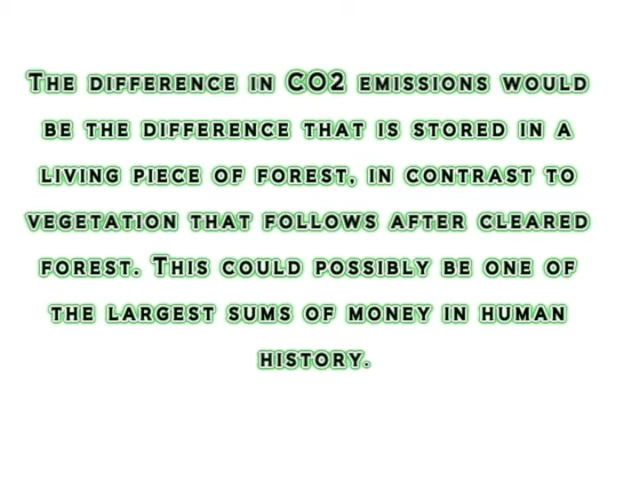 The difference in CO2 emissions would
be the difference that is stored in a
living piece of forest, in contrast to
vegetation that follows after cleared
forest. This could possibly be one of
the largest sums of money in human
history.